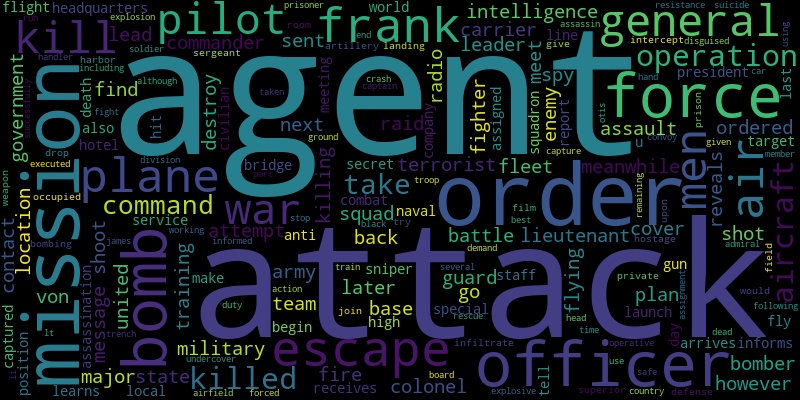 flight headquarters explosion pilot frank prisoner world intelligence assassin general resistance suicide
kill lead run commander sent room carrier leader line intercept disguised
soldier sergeant artillery end landing give operation
handler harbor including although agent radio meet spy president car using
government find destroy civilian meeting crash captain hand last
mission death fight taken fighter assigned squadron enemy report force prison otis
also hit next raid company ground assault ordered target
hotel drop division bridge secret terrorist fleet capture u convoy given member
executed plane killing take combat troop meanwhile men reveals air aircraft
weapon occupied location command war squad naval order film best remaining upon
contact service attempt anti black stop try battle lieutenant cover hostage shot admiral
bombing working james informed back demand
shoot message bomb training united attack flying gun field
von make army train sniper several guard staff private plan would
captured position assassination duty team action later base go special launch day assignment following
lt trench begin join high rescue head time dead fly
military undercover escape infiltrate officer operative arrives informs
major state killed fire colonel board tell use safe bomber
learns local airfield forced receives explosive superior country defense however